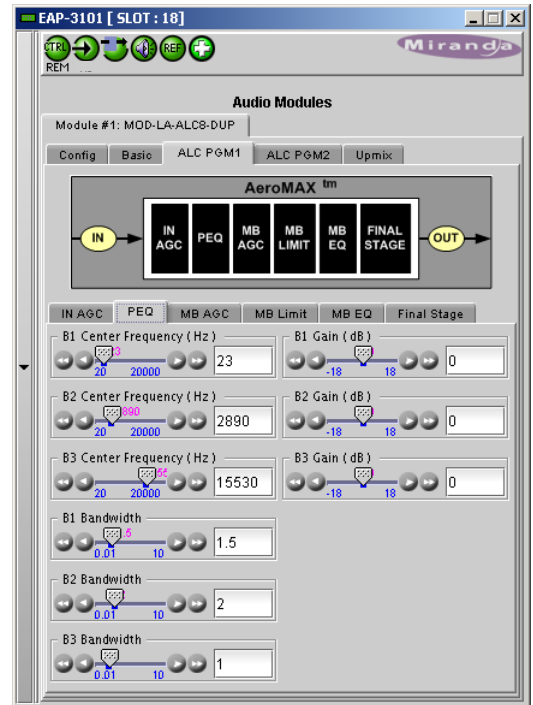 EAP-3101 [ SLOT : 18]
CTRL REF
REM
Miranda
Audio Modules
Module #1: MOD-LA-ALC8-DUP
Config Basic ALC PGM1 ALC PGM2 Upmix
AeroMAX tm
IN IN AGC PEQ MB AGC MB LIMIT MB EQ FINAL STAGE OUT
IN AGC PEQ MB AGC MB Limit MB EQ Final Stage
B1 Center Frequency ( Hz ) B1 Gain ( dB )
23 0
20 20000 -18 18
B2 Center Frequency ( Hz ) B2 Gain ( dB )
2890 0
20 20000 -18 18
B3 Center Frequency ( Hz ) B3 Gain ( dB )
15530 0
20 20000 -18 18
B1 Bandwidth
1.5
0.01 10
B2 Bandwidth
2
0.01 10
B3 Bandwidth
1
0.01 10